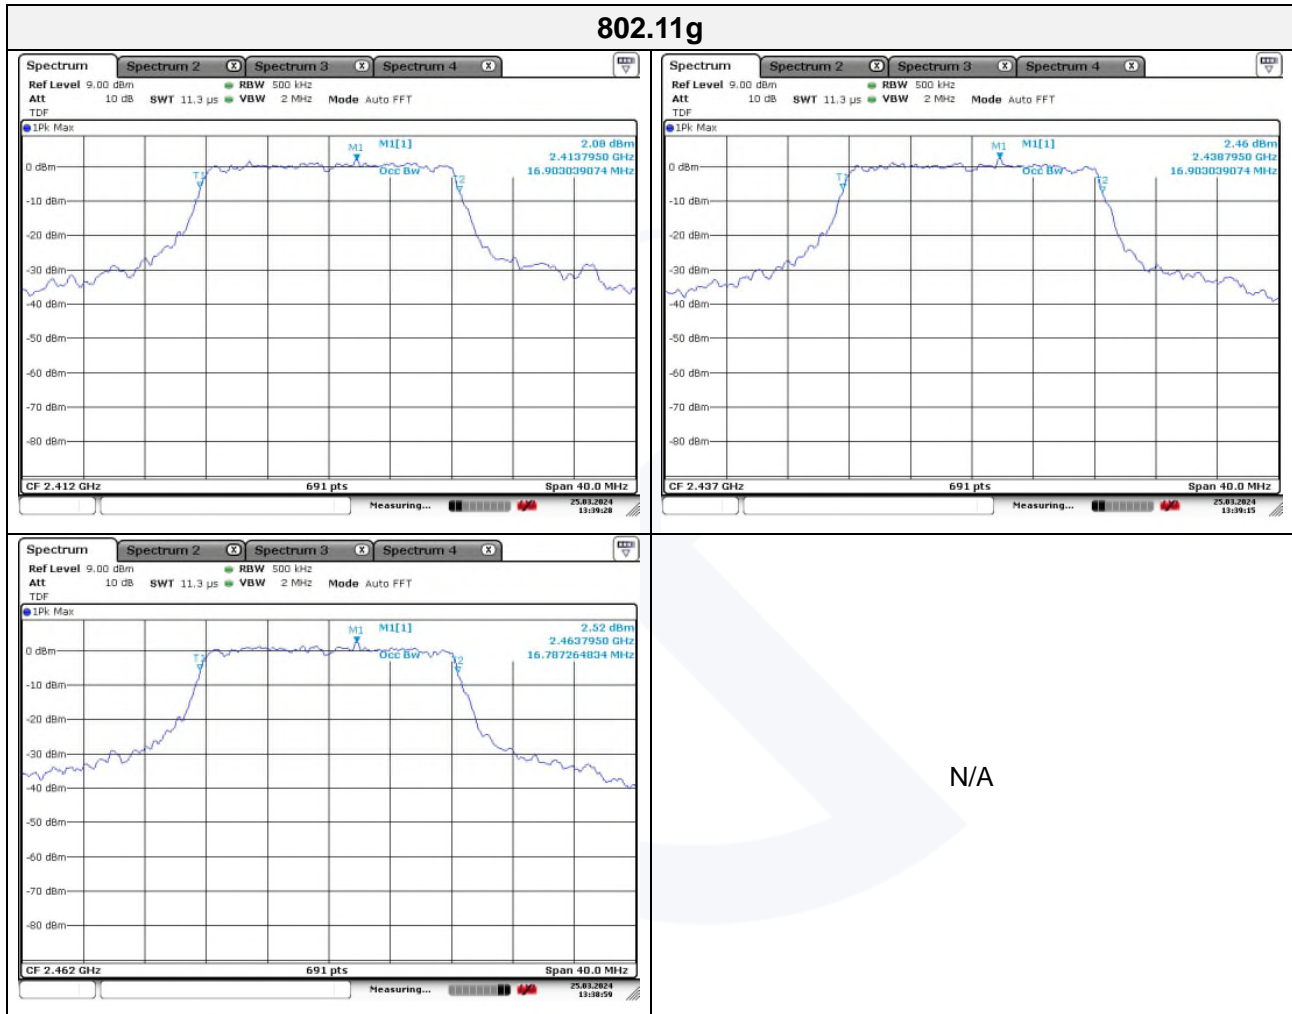 802.11g
Spectrum Spectrum 2 X Spectrum 3 X Spectrum 4 X
Ref Level 9.00 dBm RBW 500 kHz
Att 10 dB SWT 11.3 µs VBW 2 MHz Mode Auto FFT
TDF
1Pk Max
M1 M1[1] 2.08 dBm
2.4137950 GHz
0 dBm T1 Occ Bw T2 16.903039074 MHz
-10 dBm
-20 dBm
-30 dBm
-40 dBm
-50 dBm
-60 dBm
-70 dBm
-80 dBm
CF 2.412 GHz 691 pts Span 40.0 MHz
Measuring... 25.03.2024
13:39:28
Spectrum Spectrum 2 X Spectrum 3 X Spectrum 4 X
Ref Level 9.00 dBm RBW 500 kHz
Att 10 dB SWT 11.3 µs VBW 2 MHz Mode Auto FFT
TDF
1Pk Max
M1 M1[1] 2.46 dBm
2.4387950 GHz
0 dBm T1 Occ Bw T2 16.903039074 MHz
-10 dBm
-20 dBm
-30 dBm
-40 dBm
-50 dBm
-60 dBm
-70 dBm
-80 dBm
CF 2.437 GHz 691 pts Span 40.0 MHz
Measuring... 25.03.2024
13:39:15
Spectrum Spectrum 2 X Spectrum 3 X Spectrum 4 X
Ref Level 9.00 dBm RBW 500 kHz
Att 10 dB SWT 11.3 µs VBW 2 MHz Mode Auto FFT
TDF
1Pk Max
M1 M1[1] 2.52 dBm
2.4637950 GHz
0 dBm T1 Occ Bw T2 16.787264834 MHz
-10 dBm
-20 dBm
-30 dBm
-40 dBm
-50 dBm
-60 dBm
-70 dBm
-80 dBm
CF 2.462 GHz 691 pts Span 40.0 MHz
Measuring... 25.03.2024
13:38:59
N/A